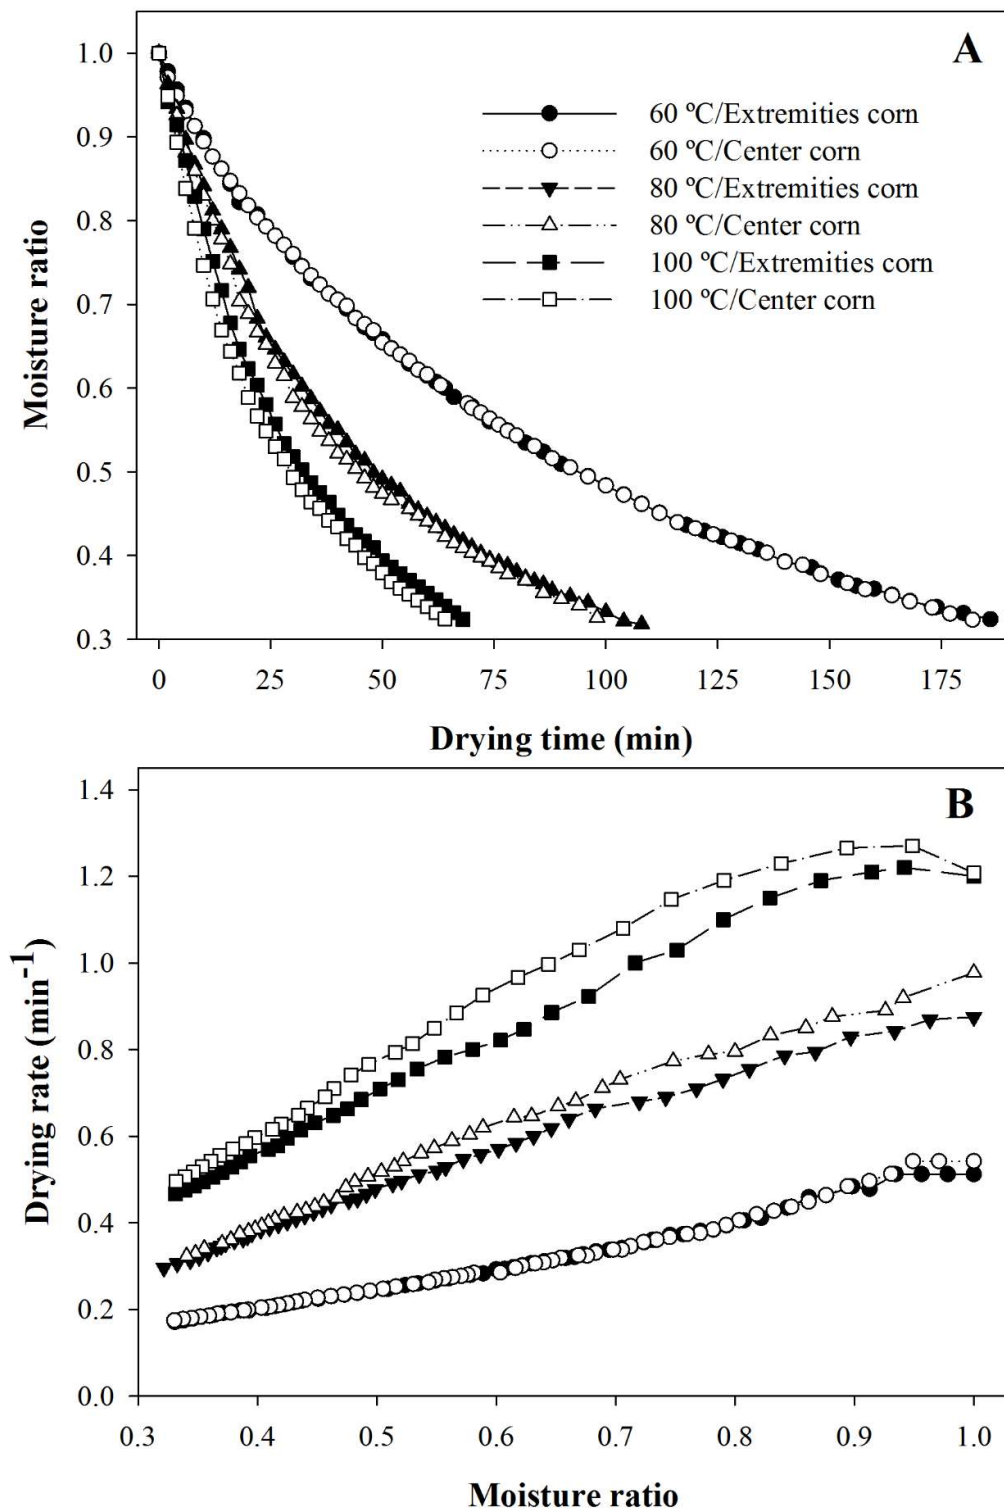 A
1.0
0.9
0.8
0.7
0.6
0.5
0.4
0.3
Moisture ratio
60 ºC/Extremities corn
60 ºC/Center corn
80 ºC/Extremities corn
80 ºC/Center corn
100 ºC/Extremities corn
100 ºC/Center corn
0 25 50 75 100 125 150 175
Drying time (min)
B
1.4
1.2
1.0
0.8
0.6
0.4
0.2
0.0
Drying rate (min⁻¹)
0.3 0.4 0.5 0.6 0.7 0.8 0.9 1.0
Moisture ratio